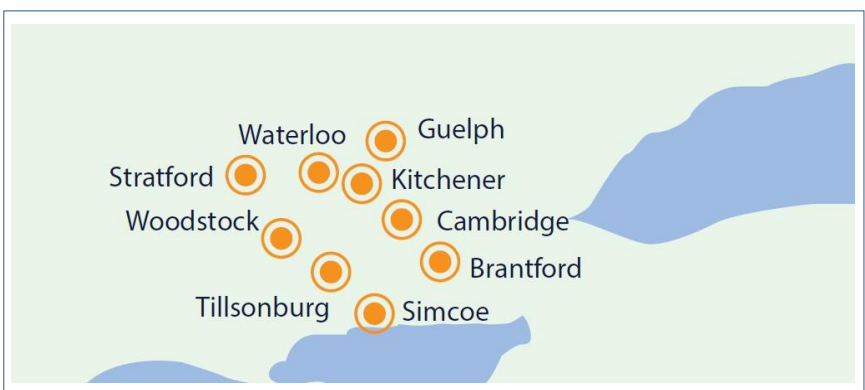 Guelph
Waterloo
Stratford
Kitchener
Woodstock
Cambridge
Brantford
Tillsonburg
Simcoe